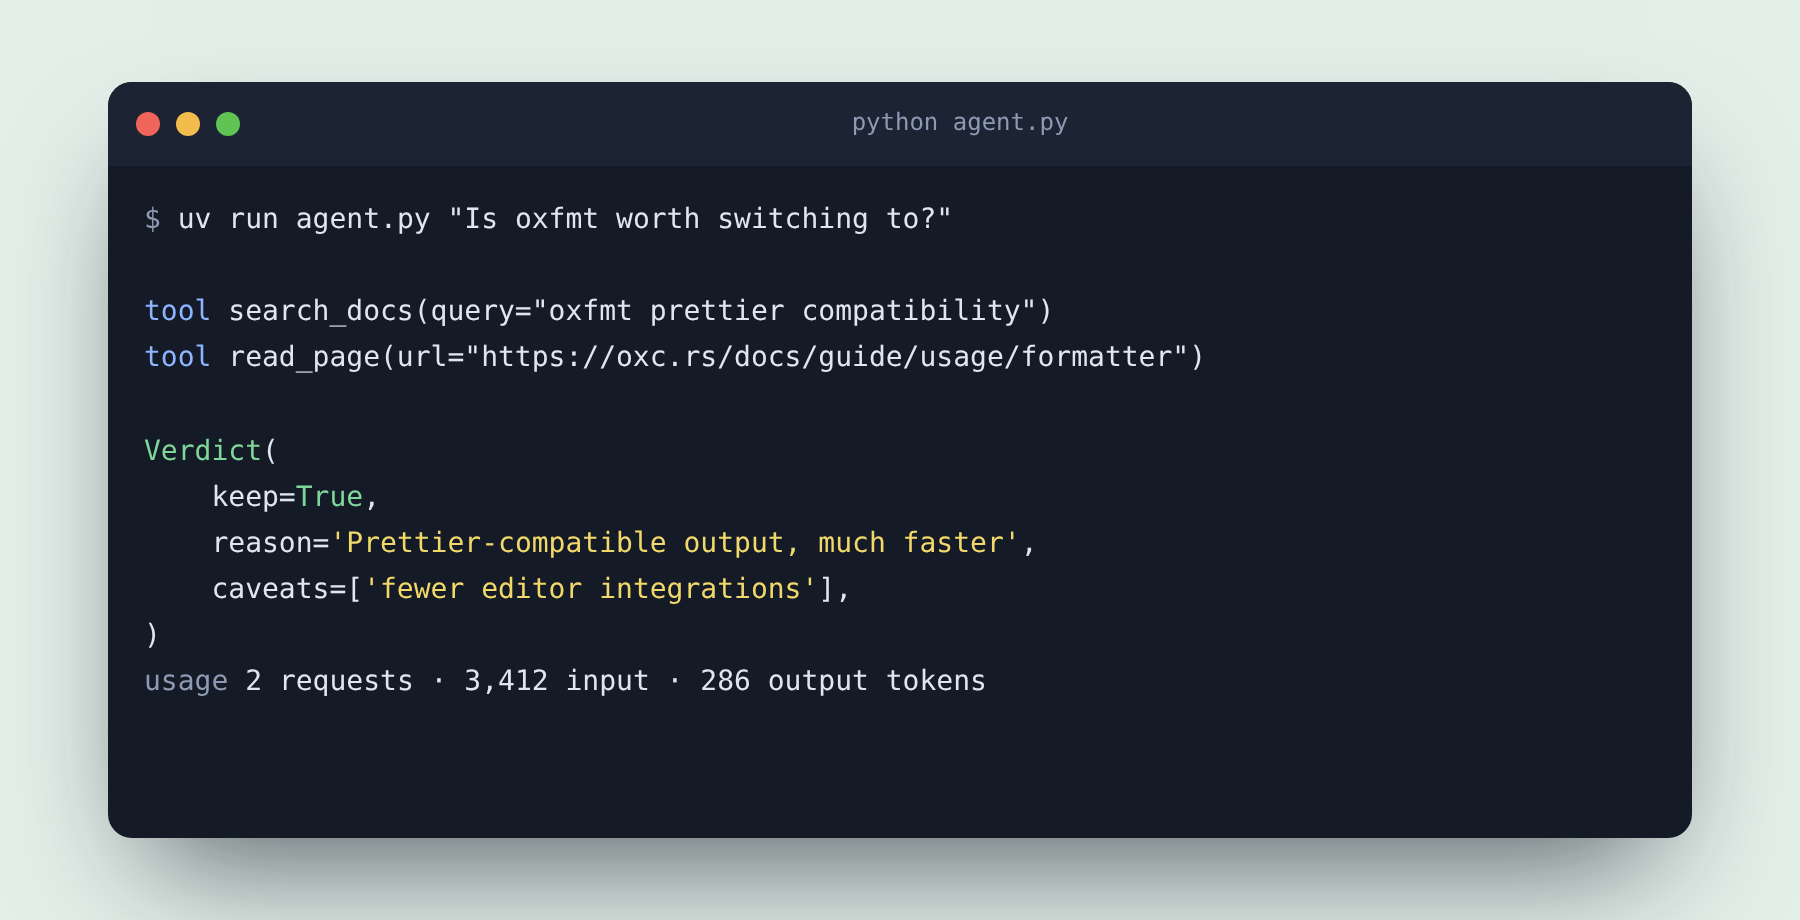 python agent.py
$ uv run agent.py "Is oxfmt worth switching to?"
tool search_docs(query="oxfmt prettier compatibility")
tool read_page(url="https://oxc.rs/docs/guide/usage/formatter")
Verdict(
    keep=True,
    reason='Prettier-compatible output, much faster',
    caveats=['fewer editor integrations'],
)
usage 2 requests · 3,412 input · 286 output tokens